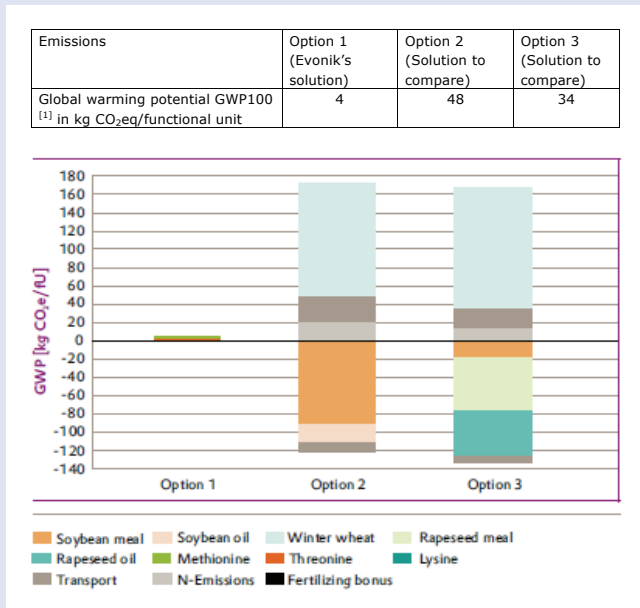 Emissions
Option 1
(Evonik's
solution)
Option 2
(Solution to
compare)
Option 3
(Solution to
compare)
Global warming potential GWP100
[1] in kg CO₂eq/functional unit
4
48
34
GWP [kg CO₂e/fU]
180
160
140
120
100
80
60
40
20
0
-20
-40
-60
-80
-100
-120
-140
Option 1
Option 2
Option 3
Soybean meal
Soybean oil
Winter wheat
Rapeseed meal
Rapeseed oil
Methionine
Threonine
Lysine
Transport
N-Emissions
Fertilizing bonus